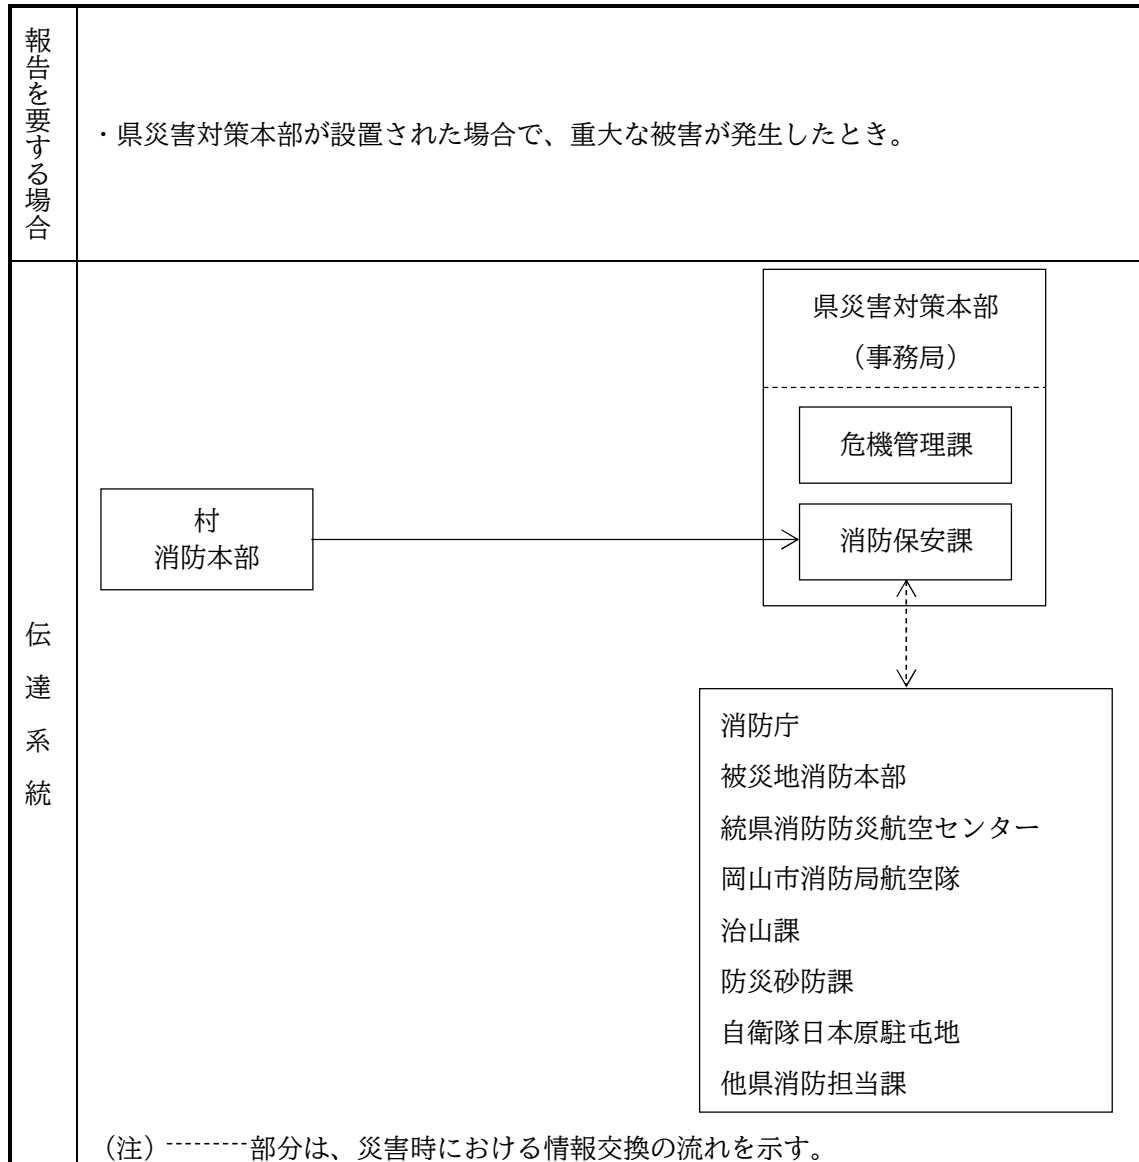 報告を要する場合
・県災害対策本部が設置された場合で、重大な被害が発生したとき。
伝達系統
県災害対策本部
（事務局）
危機管理課
村
消防本部
消防保安課
消防庁
被災地消防本部
統県消防防災航空センター
岡山市消防局航空隊
治山課
防災砂防課
自衛隊日本原駐屯地
他県消防担当課
（注）---------部分は、災害時における情報交換の流れを示す。